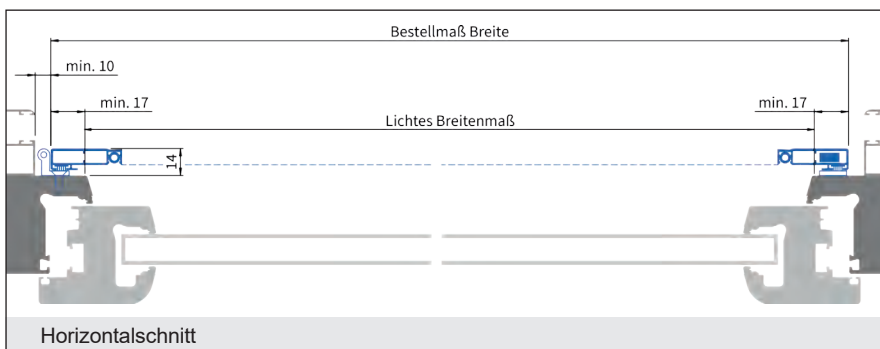 Bestellmaß Breite
min. 10
min. 17
min. 17
Lichtes Breitenmaß
14
Horizontalschnitt